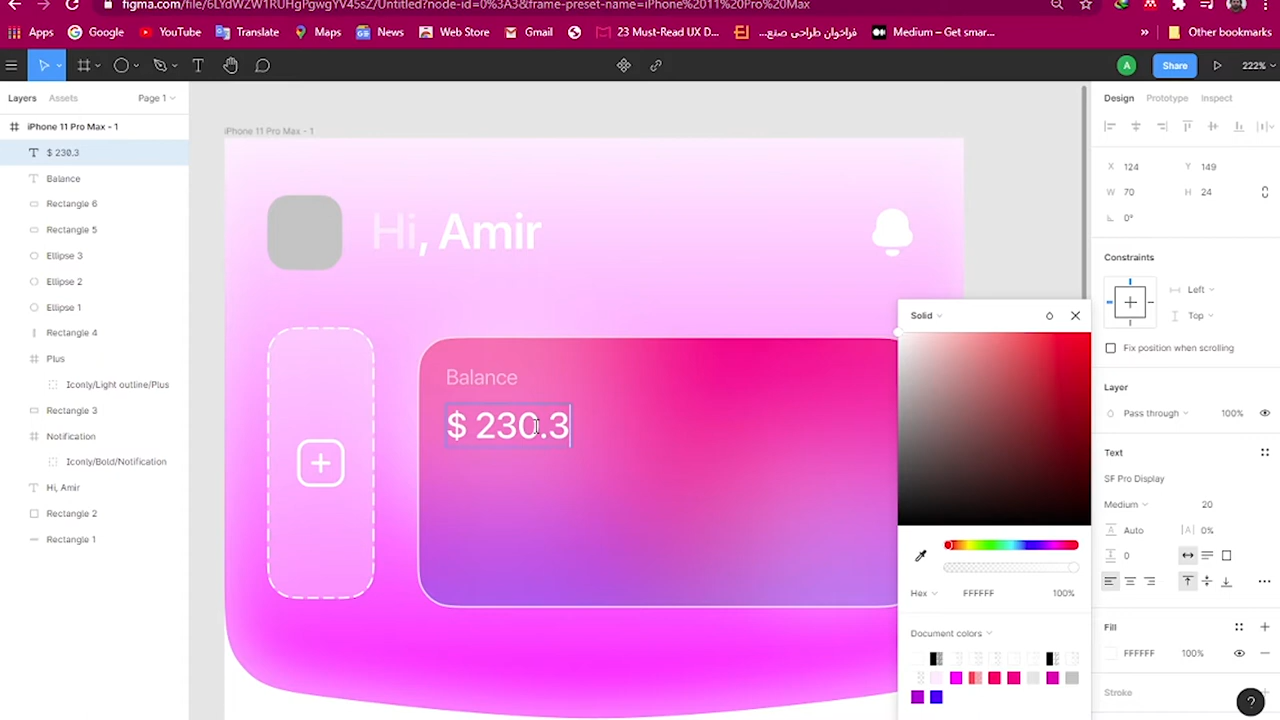 figma.com/file/6LYdWZW1RUHgPgwgYV45sZ/Untitled?node-id=0%3A3&frame-preset-name=iPhone%2011%20Pro%20Max
Apps Google YouTube Translate Maps News Web Store Gmail 23 Must-Read UX D... فراخوان طراحی صنع... Medium – Get smar... » Other bookmarks
A Share 222%
Layers Assets Page 1
Design Prototype Inspect
iPhone 11 Pro Max - 1
$ 230.3
Balance
Rectangle 6
Rectangle 5
Ellipse 3
Ellipse 2
Ellipse 1
Rectangle 4
Plus
Iconly/Light outline/Plus
Rectangle 3
Notification
Iconly/Bold/Notification
Hi, Amir
Rectangle 2
Rectangle 1
iPhone 11 Pro Max - 1
Hi, Amir
Balance
$ 230.3
Solid
Hex FFFFFF 100%
Document colors
X 124 Y 149
W 70 H 24
0°
Constraints
Left
Top
Fix position when scrolling
Layer
Pass through 100%
Text
SF Pro Display
Medium 20
Auto 0%
0
Fill
FFFFFF 100%
Stroke
?